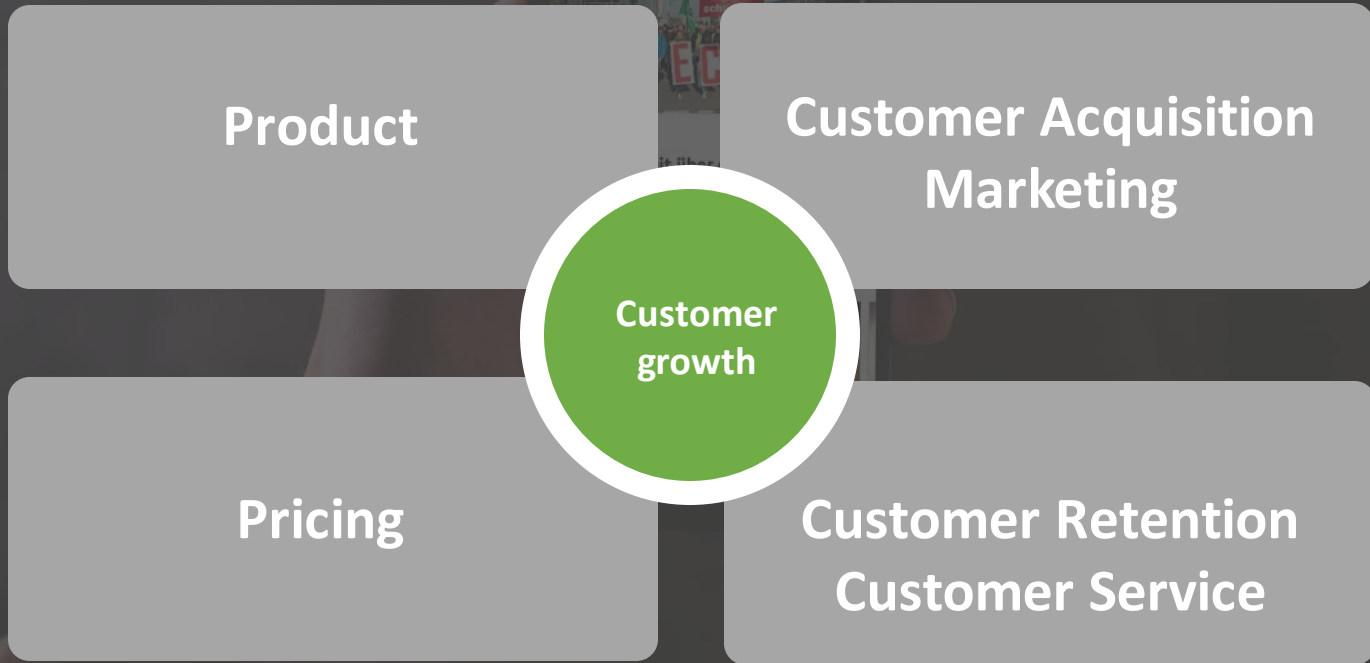 Product
Customer Acquisition
Marketing
Customer
growth
Pricing
Customer Retention
Customer Service